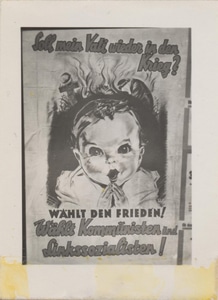 Soll mein Vati wieder in den
Krieg?
WÄHLT DEN FRIEDEN!
Wählt Kommunisten und
Linkssozialisten!